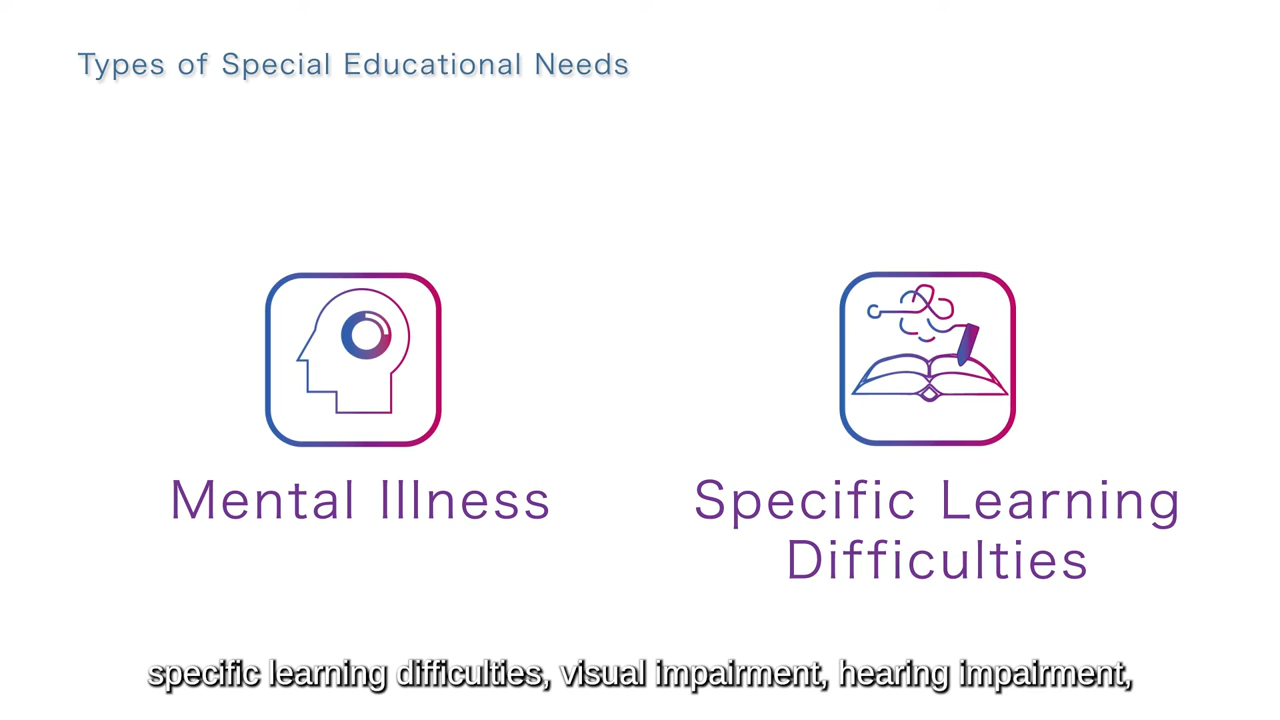 Types of Special Educational Needs
Mental Illness
Specific Learning
Difficulties
specific learning difficulties, visual impairment, hearing impairment,